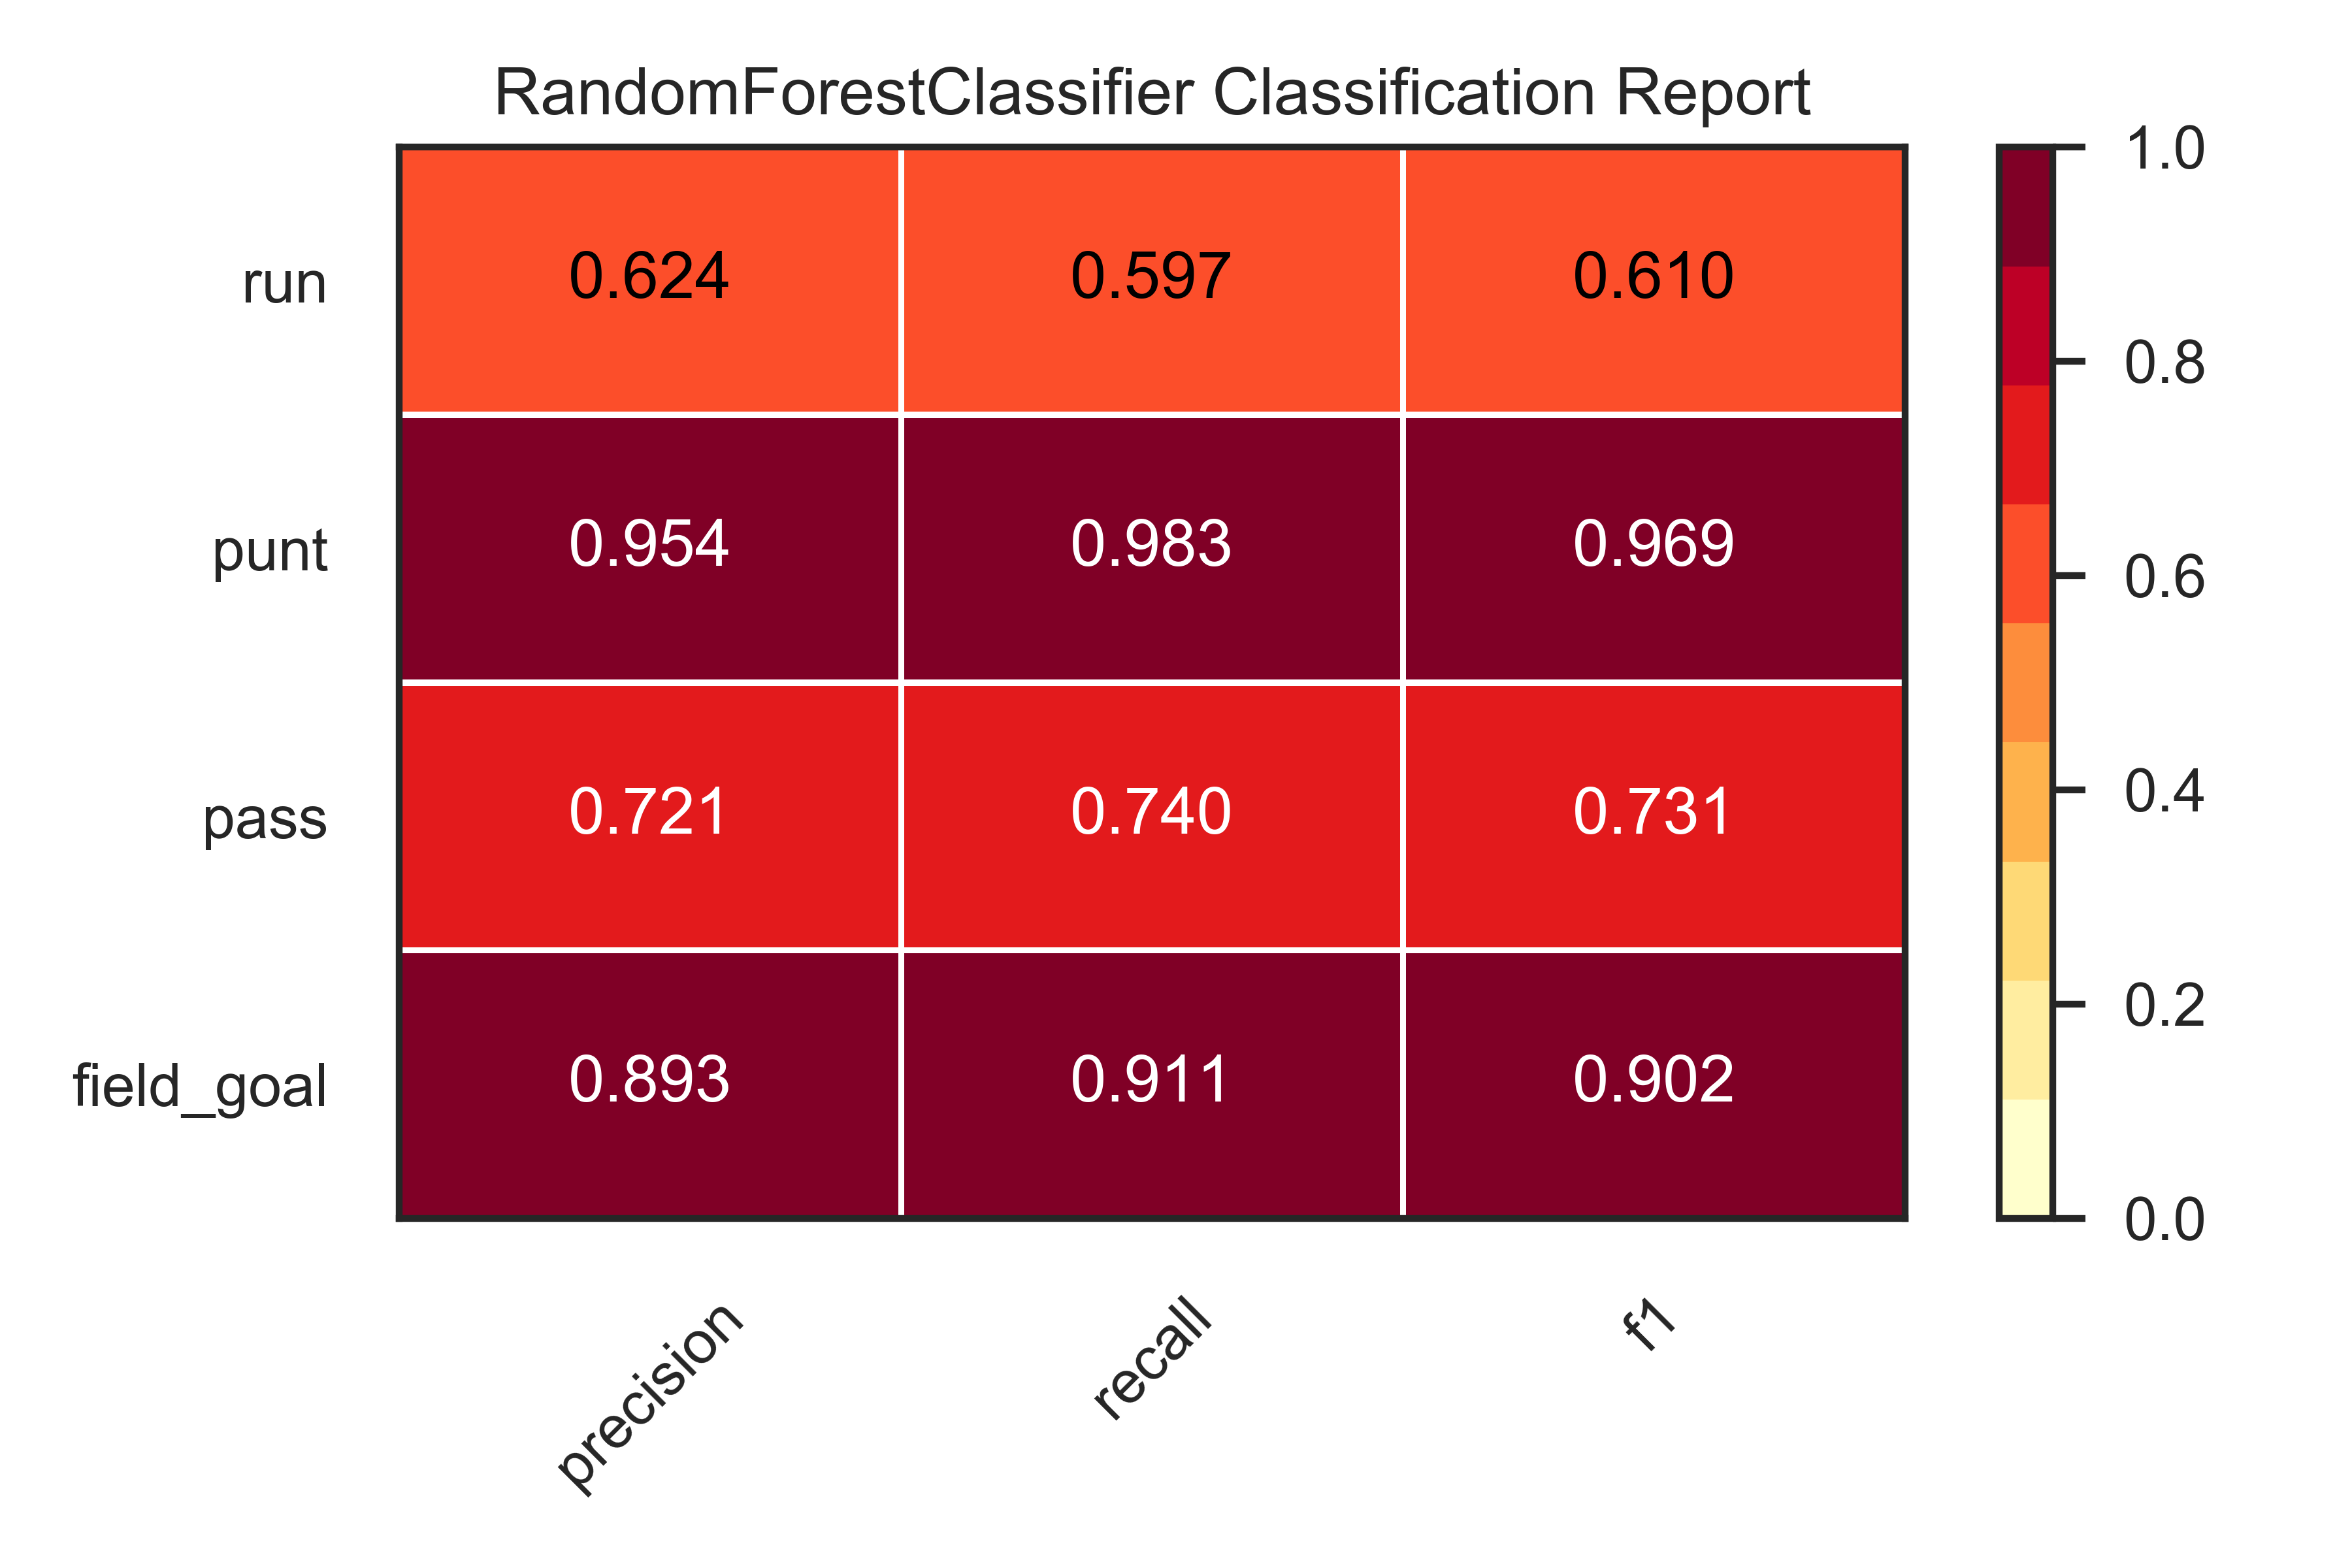 RandomForestClassifier Classification Report
run 0.624 0.597 0.610
punt 0.954 0.983 0.969
pass 0.721 0.740 0.731
field_goal 0.893 0.911 0.902
precision recall f1
1.0
0.8
0.6
0.4
0.2
0.0